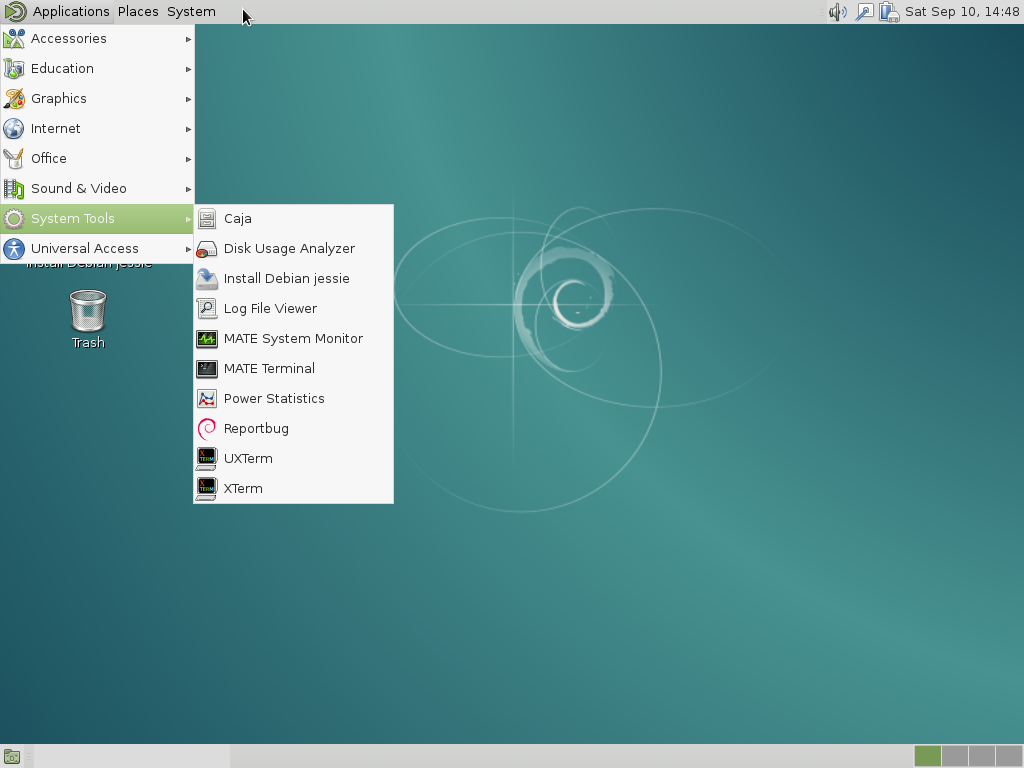 Applications Places System Sat Sep 10, 14:48
Accessories
Education
Graphics
Internet
Office
Sound & Video
System Tools
Universal Access
Install Debian jessie
Trash
Caja
Disk Usage Analyzer
Install Debian jessie
Log File Viewer
MATE System Monitor
MATE Terminal
Power Statistics
Reportbug
X TERM
UXTerm
X TERM
XTerm